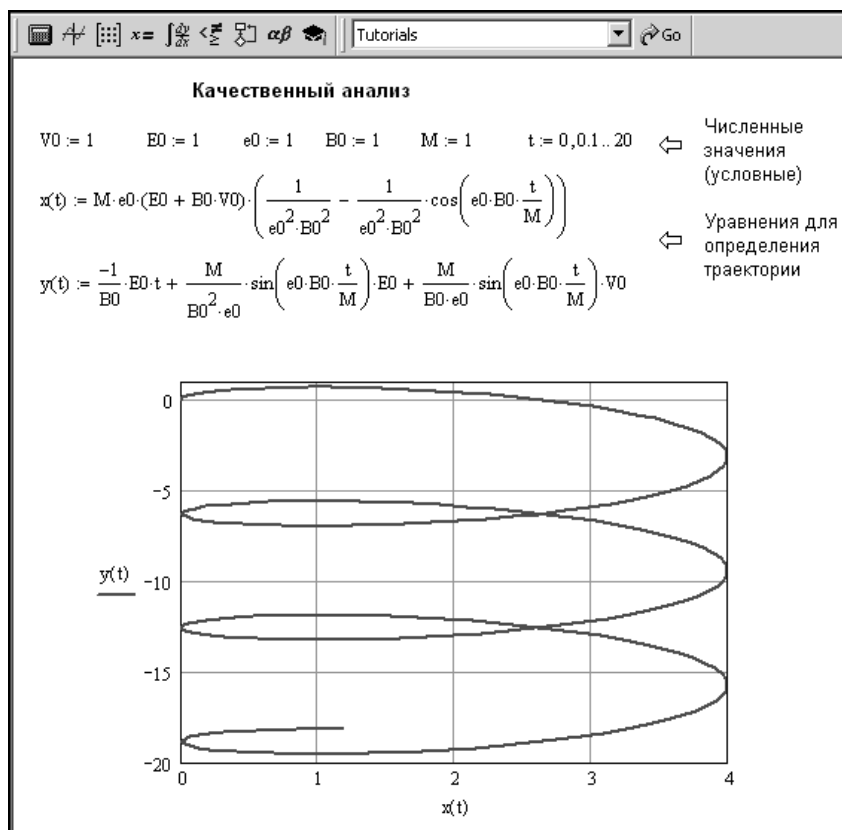 x= ∫dy/dx <≠≥ αβ Tutorials Go
Качественный анализ
V0 := 1 E0 := 1 e0 := 1 B0 := 1 M := 1 t := 0,0.1.. 20
Численные
значения
(условные)
x(t) := M·e0·(E0 + B0·V0)·(1/(e0^2·B0^2) − 1/(e0^2·B0^2)·cos(e0·B0·t/M))
Уравнения для
определения
траектории
y(t) := −1/B0·E0·t + M/(B0^2·e0)·sin(e0·B0·t/M)·E0 + M/(B0·e0)·sin(e0·B0·t/M)·V0
0
−5
y(t)
−10
−15
−20
0 1 2 3 4
x(t)